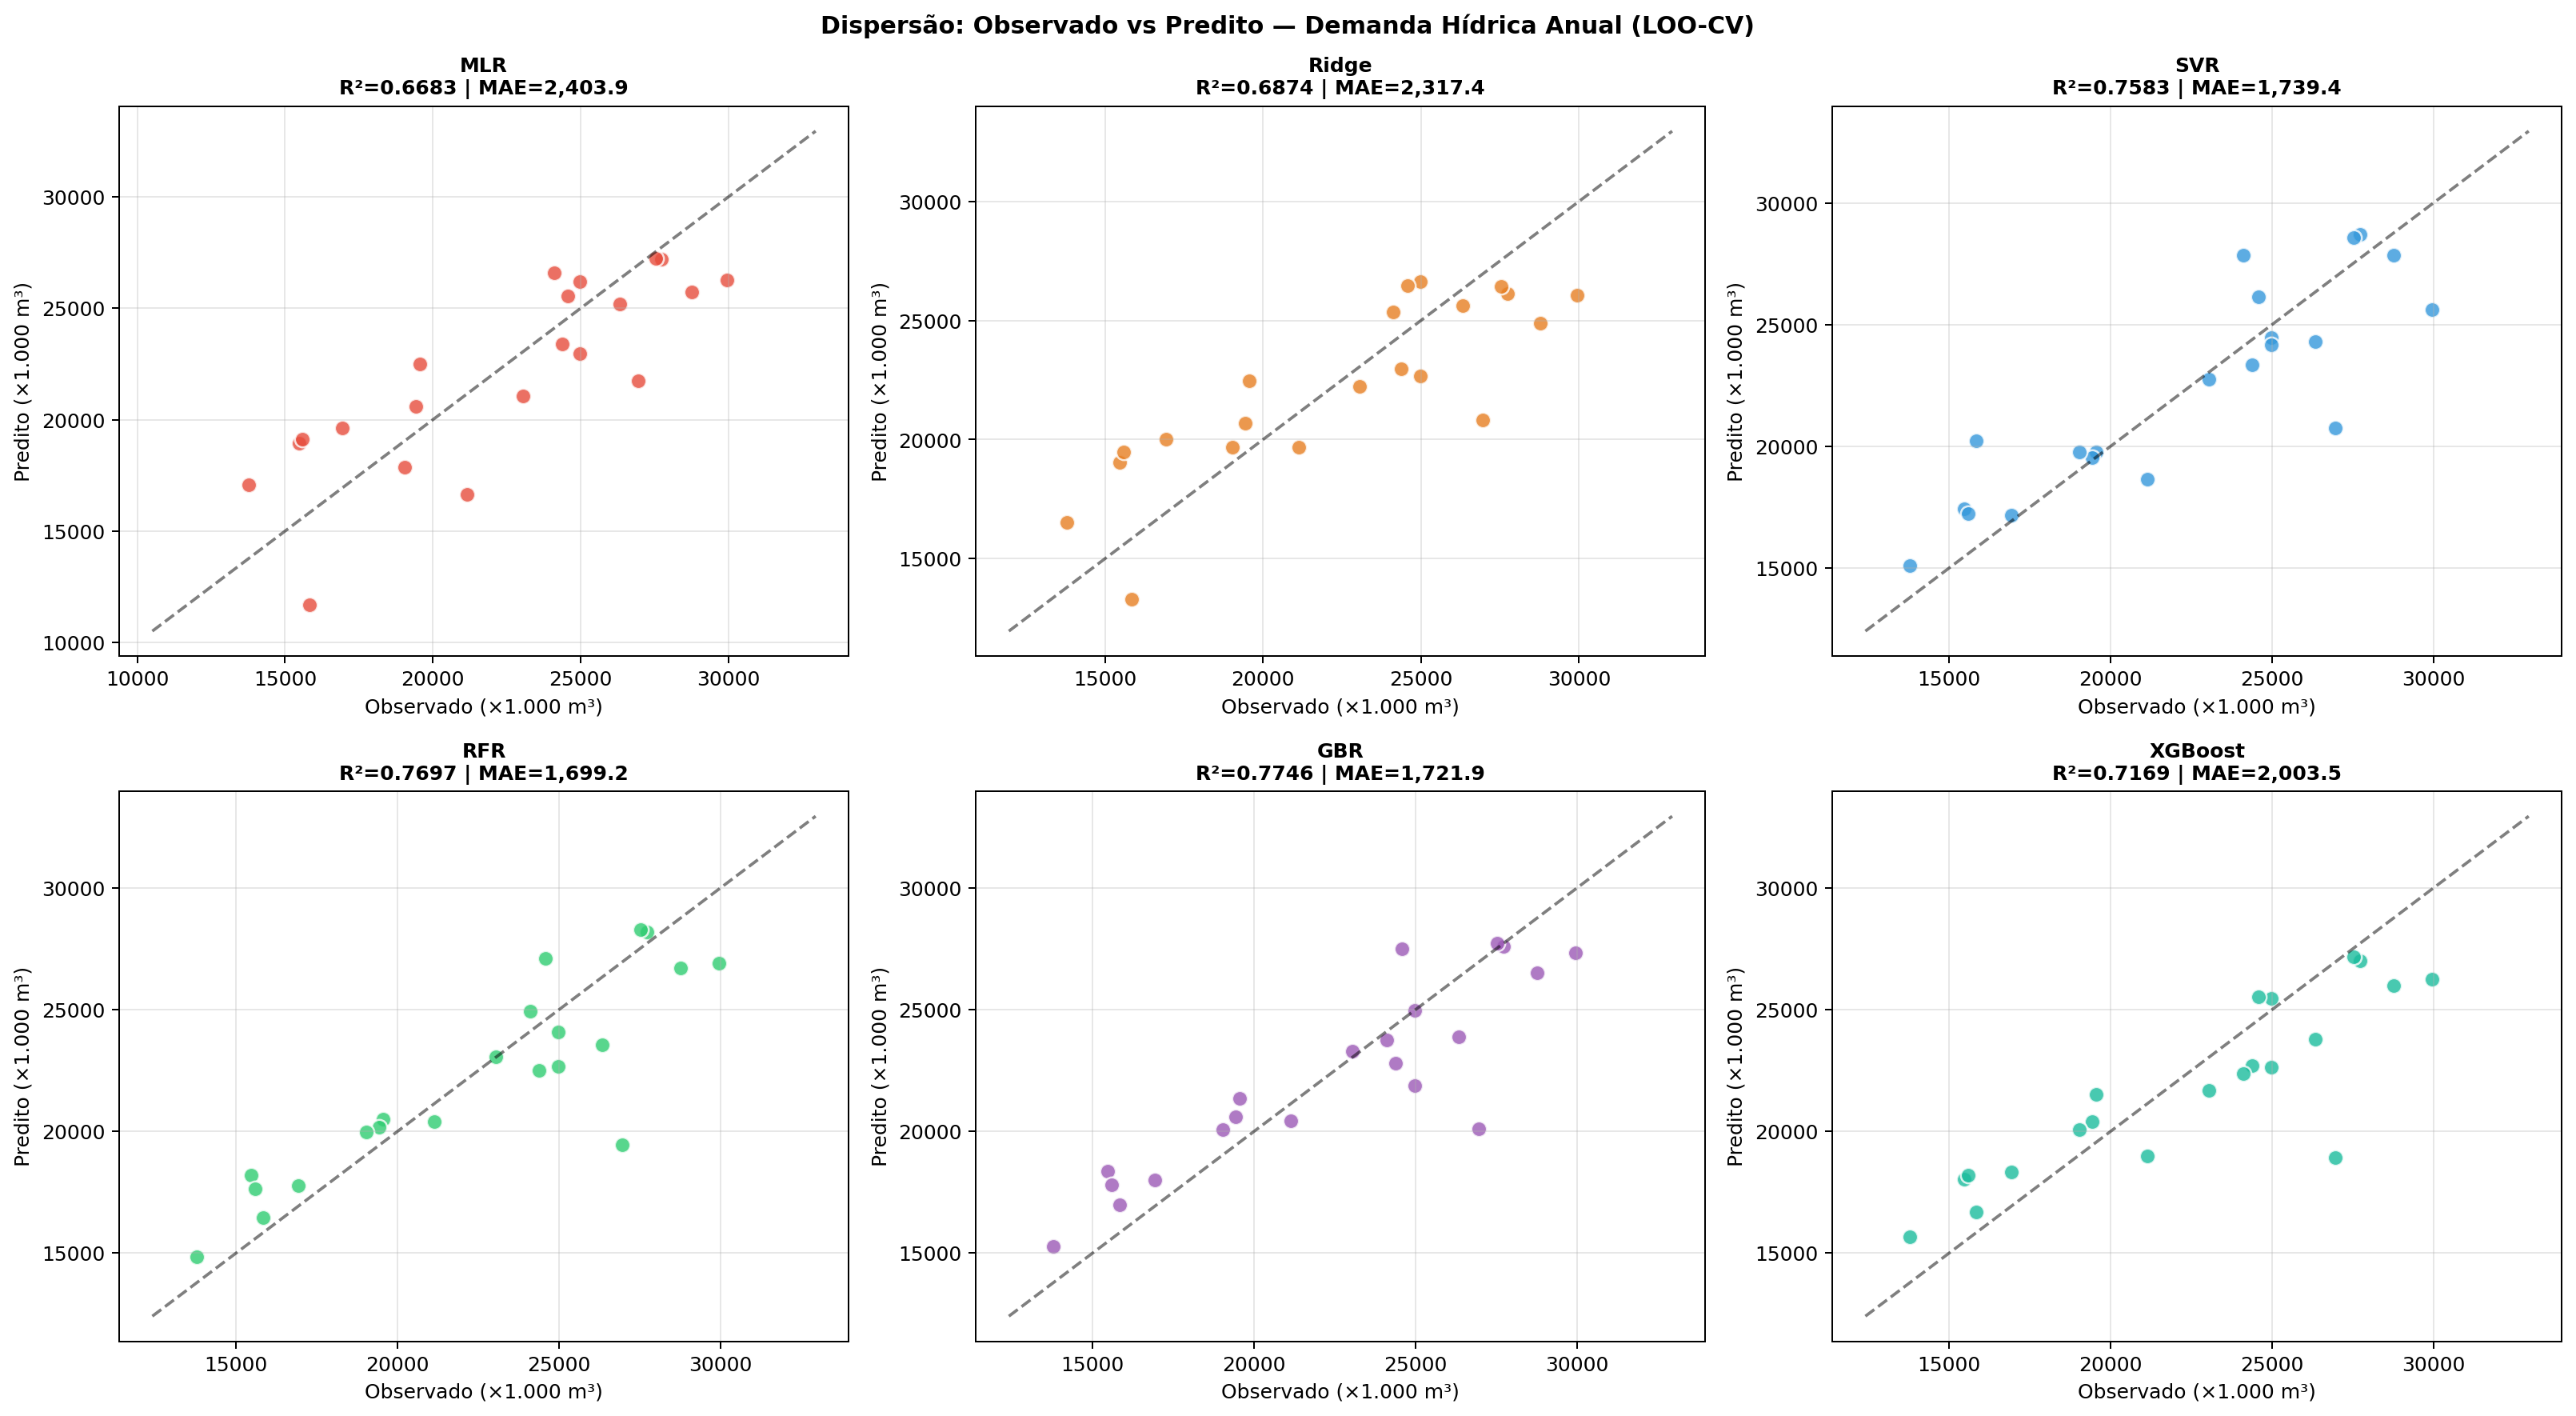 Dispersão: Observado vs Predito — Demanda Hídrica Anual (LOO-CV)
MLR
R²=0.6683 | MAE=2,403.9
Predito (×1.000 m³)
30000
25000
20000
15000
10000
10000 15000 20000 25000 30000
Observado (×1.000 m³)
Ridge
R²=0.6874 | MAE=2,317.4
Predito (×1.000 m³)
30000
25000
20000
15000
15000 20000 25000 30000
Observado (×1.000 m³)
SVR
R²=0.7583 | MAE=1,739.4
Predito (×1.000 m³)
30000
25000
20000
15000
15000 20000 25000 30000
Observado (×1.000 m³)
RFR
R²=0.7697 | MAE=1,699.2
Predito (×1.000 m³)
30000
25000
20000
15000
15000 20000 25000 30000
Observado (×1.000 m³)
GBR
R²=0.7746 | MAE=1,721.9
Predito (×1.000 m³)
30000
25000
20000
15000
15000 20000 25000 30000
Observado (×1.000 m³)
XGBoost
R²=0.7169 | MAE=2,003.5
Predito (×1.000 m³)
30000
25000
20000
15000
15000 20000 25000 30000
Observado (×1.000 m³)